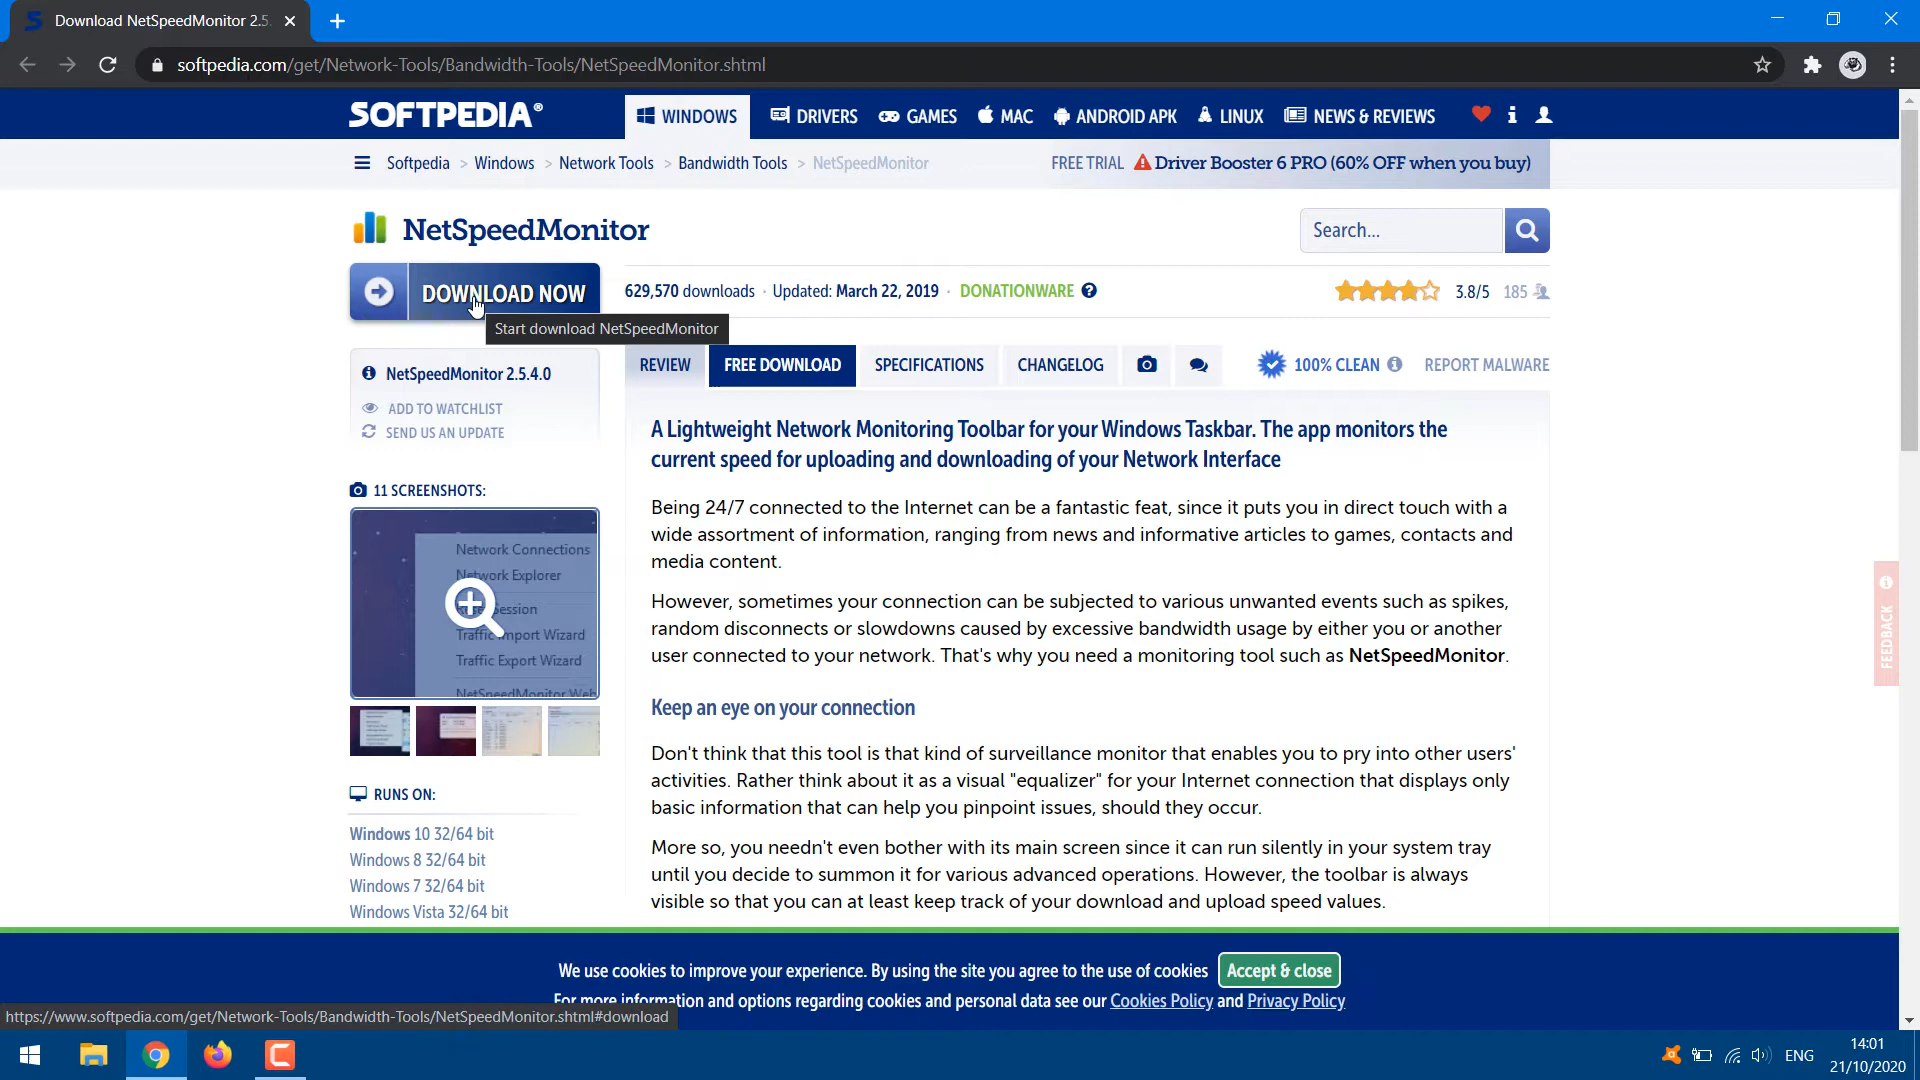 Download NetSpeedMonitor 2.5.
softpedia.com/get/Network-Tools/Bandwidth-Tools/NetSpeedMonitor.shtml
SOFTPEDIA®
WINDOWS
DRIVERS
GAMES
MAC
ANDROID APK
LINUX
NEWS & REVIEWS
Softpedia > Windows > Network Tools > Bandwidth Tools > NetSpeedMonitor
FREE TRIAL Driver Booster 6 PRO (60% OFF when you buy)
NetSpeedMonitor
Search...
DOWNLOAD NOW
629,570 downloads · Updated: March 22, 2019 · DONATIONWARE
3.8/5 185
Start download NetSpeedMonitor
REVIEW
FREE DOWNLOAD
SPECIFICATIONS
CHANGELOG
100% CLEAN
REPORT MALWARE
NetSpeedMonitor 2.5.4.0
ADD TO WATCHLIST
SEND US AN UPDATE
11 SCREENSHOTS:
Network Connections
Network Explorer
Session
Traffic Import Wizard
Traffic Export Wizard
NetSpeedMonitor Web
RUNS ON:
Windows 10 32/64 bit
Windows 8 32/64 bit
Windows 7 32/64 bit
Windows Vista 32/64 bit
A Lightweight Network Monitoring Toolbar for your Windows Taskbar. The app monitors the
current speed for uploading and downloading of your Network Interface
Being 24/7 connected to the Internet can be a fantastic feat, since it puts you in direct touch with a
wide assortment of information, ranging from news and informative articles to games, contacts and
media content.
However, sometimes your connection can be subjected to various unwanted events such as spikes,
random disconnects or slowdowns caused by excessive bandwidth usage by either you or another
user connected to your network. That's why you need a monitoring tool such as NetSpeedMonitor.
Keep an eye on your connection
Don't think that this tool is that kind of surveillance monitor that enables you to pry into other users'
activities. Rather think about it as a visual "equalizer" for your Internet connection that displays only
basic information that can help you pinpoint issues, should they occur.
More so, you needn't even bother with its main screen since it can run silently in your system tray
until you decide to summon it for various advanced operations. However, the toolbar is always
visible so that you can at least keep track of your download and upload speed values.
FEEDBACK
We use cookies to improve your experience. By using the site you agree to the use of cookies
Accept & close
For more information and options regarding cookies and personal data see our Cookies Policy and Privacy Policy
https://www.softpedia.com/get/Network-Tools/Bandwidth-Tools/NetSpeedMonitor.shtml#download
ENG
14:01
21/10/2020